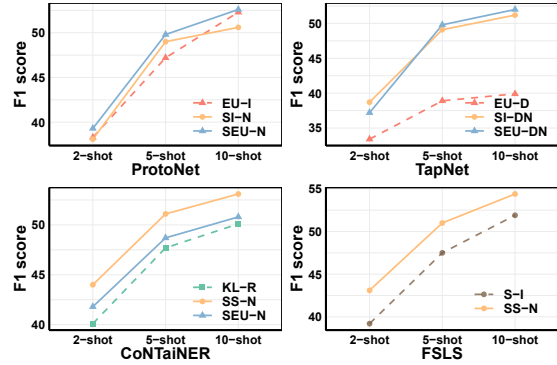 F1 score
50
45
40
EU-I
SI-N
SEU-N
2-shot 5-shot 10-shot
ProtoNet
F1 score
50
45
40
35
EU-D
SI-DN
SEU-DN
2-shot 5-shot 10-shot
TapNet
F1 score
50
45
40
KL-R
SS-N
SEU-N
2-shot 5-shot 10-shot
CoNTaiNER
F1 score
55
50
45
40
S-I
SS-N
2-shot 5-shot 10-shot
FSLS